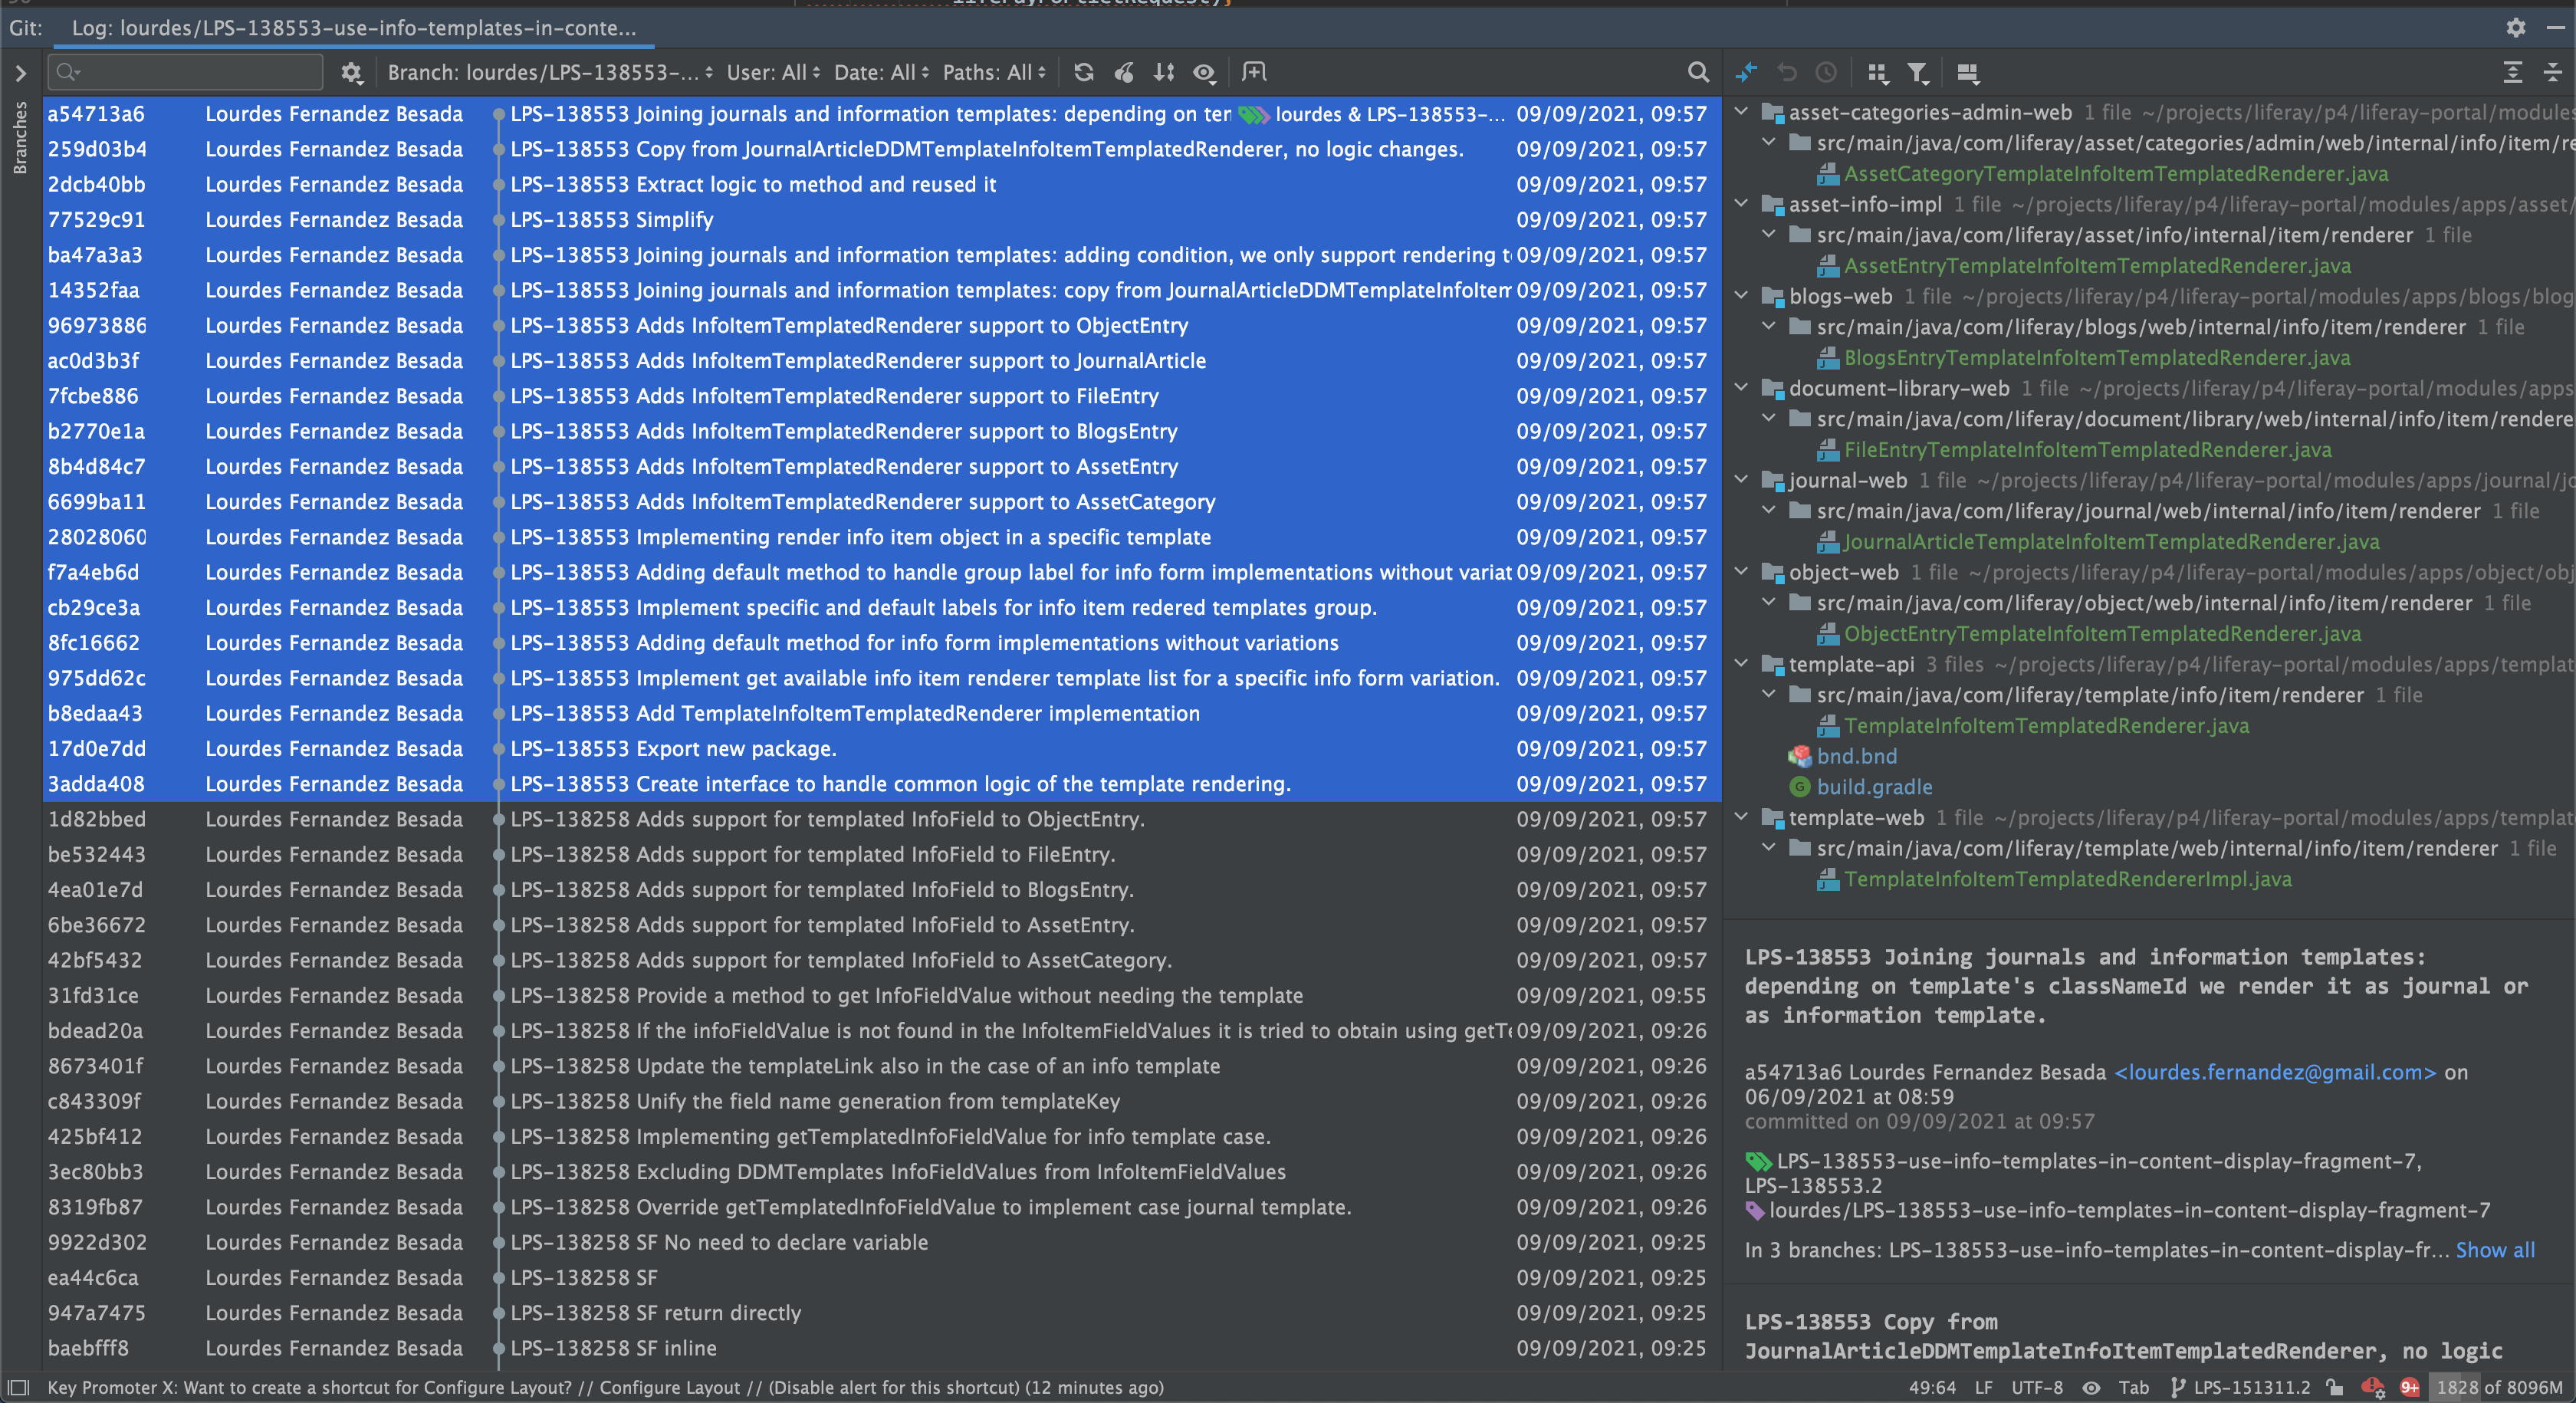 Git: Log: lourdes/LPS-138553-use-info-templates-in-conte...
Branch: lourdes/LPS-138553-... User: All Date: All Paths: All
Branches
a54713a6 Lourdes Fernandez Besada LPS-138553 Joining journals and information templates: depending on ter lourdes & LPS-138553-... 09/09/2021, 09:57
259d03b4 Lourdes Fernandez Besada LPS-138553 Copy from JournalArticleDDMTemplateInfoItemTemplatedRenderer, no logic changes. 09/09/2021, 09:57
2dcb40bb Lourdes Fernandez Besada LPS-138553 Extract logic to method and reused it 09/09/2021, 09:57
77529c91 Lourdes Fernandez Besada LPS-138553 Simplify 09/09/2021, 09:57
ba47a3a3 Lourdes Fernandez Besada LPS-138553 Joining journals and information templates: adding condition, we only support rendering t 09/09/2021, 09:57
14352faa Lourdes Fernandez Besada LPS-138553 Joining journals and information templates: copy from JournalArticleDDMTemplateInfoItem 09/09/2021, 09:57
96973886 Lourdes Fernandez Besada LPS-138553 Adds InfoItemTemplatedRenderer support to ObjectEntry 09/09/2021, 09:57
ac0d3b3f Lourdes Fernandez Besada LPS-138553 Adds InfoItemTemplatedRenderer support to JournalArticle 09/09/2021, 09:57
7fcbe886 Lourdes Fernandez Besada LPS-138553 Adds InfoItemTemplatedRenderer support to FileEntry 09/09/2021, 09:57
b2770e1a Lourdes Fernandez Besada LPS-138553 Adds InfoItemTemplatedRenderer support to BlogsEntry 09/09/2021, 09:57
8b4d84c7 Lourdes Fernandez Besada LPS-138553 Adds InfoItemTemplatedRenderer support to AssetEntry 09/09/2021, 09:57
6699ba11 Lourdes Fernandez Besada LPS-138553 Adds InfoItemTemplatedRenderer support to AssetCategory 09/09/2021, 09:57
28028060 Lourdes Fernandez Besada LPS-138553 Implementing render info item object in a specific template 09/09/2021, 09:57
f7a4eb6d Lourdes Fernandez Besada LPS-138553 Adding default method to handle group label for info form implementations without variat 09/09/2021, 09:57
cb29ce3a Lourdes Fernandez Besada LPS-138553 Implement specific and default labels for info item redered templates group. 09/09/2021, 09:57
8fc16662 Lourdes Fernandez Besada LPS-138553 Adding default method for info form implementations without variations 09/09/2021, 09:57
975dd62c Lourdes Fernandez Besada LPS-138553 Implement get available info item renderer template list for a specific info form variation. 09/09/2021, 09:57
b8edaa43 Lourdes Fernandez Besada LPS-138553 Add TemplateInfoItemTemplatedRenderer implementation 09/09/2021, 09:57
17d0e7dd Lourdes Fernandez Besada LPS-138553 Export new package. 09/09/2021, 09:57
3adda408 Lourdes Fernandez Besada LPS-138553 Create interface to handle common logic of the template rendering. 09/09/2021, 09:57
1d82bbed Lourdes Fernandez Besada LPS-138258 Adds support for templated InfoField to ObjectEntry. 09/09/2021, 09:57
be532443 Lourdes Fernandez Besada LPS-138258 Adds support for templated InfoField to FileEntry. 09/09/2021, 09:57
4ea01e7d Lourdes Fernandez Besada LPS-138258 Adds support for templated InfoField to BlogsEntry. 09/09/2021, 09:57
6be36672 Lourdes Fernandez Besada LPS-138258 Adds support for templated InfoField to AssetEntry. 09/09/2021, 09:57
42bf5432 Lourdes Fernandez Besada LPS-138258 Adds support for templated InfoField to AssetCategory. 09/09/2021, 09:57
31fd31ce Lourdes Fernandez Besada LPS-138258 Provide a method to get InfoFieldValue without needing the template 09/09/2021, 09:55
bdead20a Lourdes Fernandez Besada LPS-138258 If the infoFieldValue is not found in the InfoItemFieldValues it is tried to obtain using getTe 09/09/2021, 09:26
8673401f Lourdes Fernandez Besada LPS-138258 Update the templateLink also in the case of an info template 09/09/2021, 09:26
c843309f Lourdes Fernandez Besada LPS-138258 Unify the field name generation from templateKey 09/09/2021, 09:26
425bf412 Lourdes Fernandez Besada LPS-138258 Implementing getTemplatedInfoFieldValue for info template case. 09/09/2021, 09:26
3ec80bb3 Lourdes Fernandez Besada LPS-138258 Excluding DDMTemplates InfoFieldValues from InfoItemFieldValues 09/09/2021, 09:26
8319fb87 Lourdes Fernandez Besada LPS-138258 Override getTemplatedInfoFieldValue to implement case journal template. 09/09/2021, 09:26
9922d302 Lourdes Fernandez Besada LPS-138258 SF No need to declare variable 09/09/2021, 09:25
ea44c6ca Lourdes Fernandez Besada LPS-138258 SF 09/09/2021, 09:25
947a7475 Lourdes Fernandez Besada LPS-138258 SF return directly 09/09/2021, 09:25
baebfff8 Lourdes Fernandez Besada LPS-138258 SF inline 09/09/2021, 09:25
asset-categories-admin-web 1 file ~/projects/liferay/p4/liferay-portal/modules
src/main/java/com/liferay/asset/categories/admin/web/internal/info/item/re
AssetCategoryTemplateInfoItemTemplatedRenderer.java
asset-info-impl 1 file ~/projects/liferay/p4/liferay-portal/modules/apps/asset/
src/main/java/com/liferay/asset/info/internal/item/renderer 1 file
AssetEntryTemplateInfoItemTemplatedRenderer.java
blogs-web 1 file ~/projects/liferay/p4/liferay-portal/modules/apps/blogs/blog
src/main/java/com/liferay/blogs/web/internal/info/item/renderer 1 file
BlogsEntryTemplateInfoItemTemplatedRenderer.java
document-library-web 1 file ~/projects/liferay/p4/liferay-portal/modules/apps
src/main/java/com/liferay/document/library/web/internal/info/item/rendere
FileEntryTemplateInfoItemTemplatedRenderer.java
journal-web 1 file ~/projects/liferay/p4/liferay-portal/modules/apps/journal/jo
src/main/java/com/liferay/journal/web/internal/info/item/renderer 1 file
JournalArticleTemplateInfoItemTemplatedRenderer.java
object-web 1 file ~/projects/liferay/p4/liferay-portal/modules/apps/object/obj
src/main/java/com/liferay/object/web/internal/info/item/renderer 1 file
ObjectEntryTemplateInfoItemTemplatedRenderer.java
template-api 3 files ~/projects/liferay/p4/liferay-portal/modules/apps/templat
src/main/java/com/liferay/template/info/item/renderer 1 file
TemplateInfoItemTemplatedRenderer.java
bnd.bnd
build.gradle
template-web 1 file ~/projects/liferay/p4/liferay-portal/modules/apps/templat
src/main/java/com/liferay/template/web/internal/info/item/renderer 1 file
TemplateInfoItemTemplatedRendererImpl.java
LPS-138553 Joining journals and information templates:
depending on template's classNameId we render it as journal or
as information template.
a54713a6 Lourdes Fernandez Besada <lourdes.fernandez@gmail.com> on
06/09/2021 at 08:59
committed on 09/09/2021 at 09:57
LPS-138553-use-info-templates-in-content-display-fragment-7,
LPS-138553.2
lourdes/LPS-138553-use-info-templates-in-content-display-fragment-7
In 3 branches: LPS-138553-use-info-templates-in-content-display-fr... Show all
LPS-138553 Copy from
JournalArticleDDMTemplateInfoItemTemplatedRenderer, no logic
Key Promoter X: Want to create a shortcut for Configure Layout? // Configure Layout // (Disable alert for this shortcut) (12 minutes ago)
49:64 LF UTF-8 Tab LPS-151311.2 9+ 1828 of 8096M